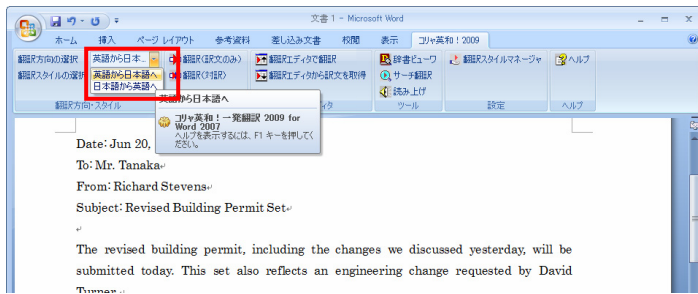 文書 1 - Microsoft Word
ホーム 挿入 ページ レイアウト 参考資料 差し込み文書 校閲 表示 コリャ英和！2009
翻訳方向の選択 英語から日本... 翻訳(訳文のみ) 翻訳エディタで翻訳 辞書ビューワ 翻訳スタイルマネージャ ヘルプ
翻訳スタイルの選択 英語から日本語へ 翻訳(対訳) 翻訳エディタから訳文を取得 サーチ翻訳
日本語から英語へ 読み上げ
翻訳方向・スタイル ツール 設定 ヘルプ
英語から日本語へ
コリャ英和！一発翻訳 2009 for
Word 2007
ヘルプを表示するには、F1 キーを押してく
ださい。
Date: Jun 20,
To: Mr. Tanaka
From: Richard Stevens
Subject: Revised Building Permit Set
The revised building permit, including the changes we discussed yesterday, will be
submitted today. This set also reflects an engineering change requested by David
Turner.